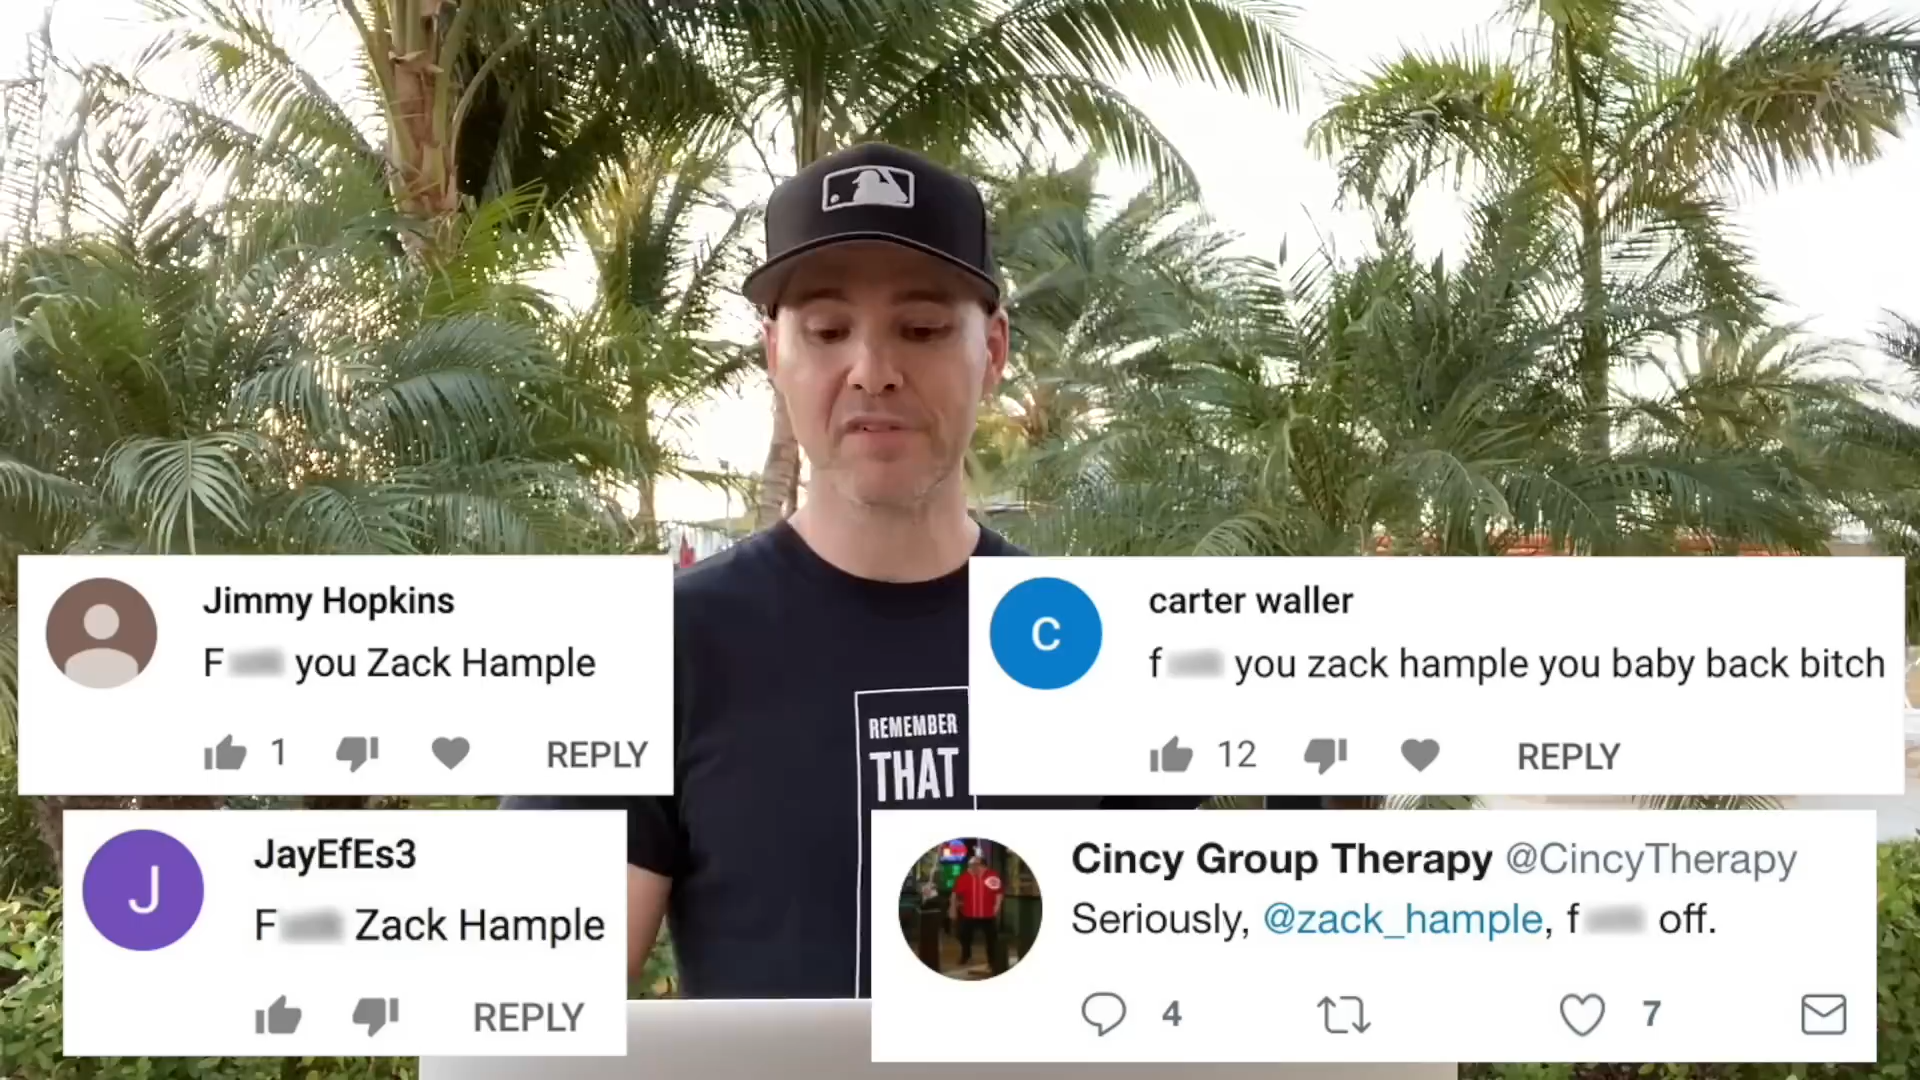 Jimmy Hopkins
F you Zack Hample
1 REPLY
carter waller
C
f you zack hample you baby back bitch
12 REPLY
REMEMBER
THAT
JayEfEs3
J
F Zack Hample
REPLY
Cincy Group Therapy @CincyTherapy
Seriously, @zack_hample, f off.
4 7